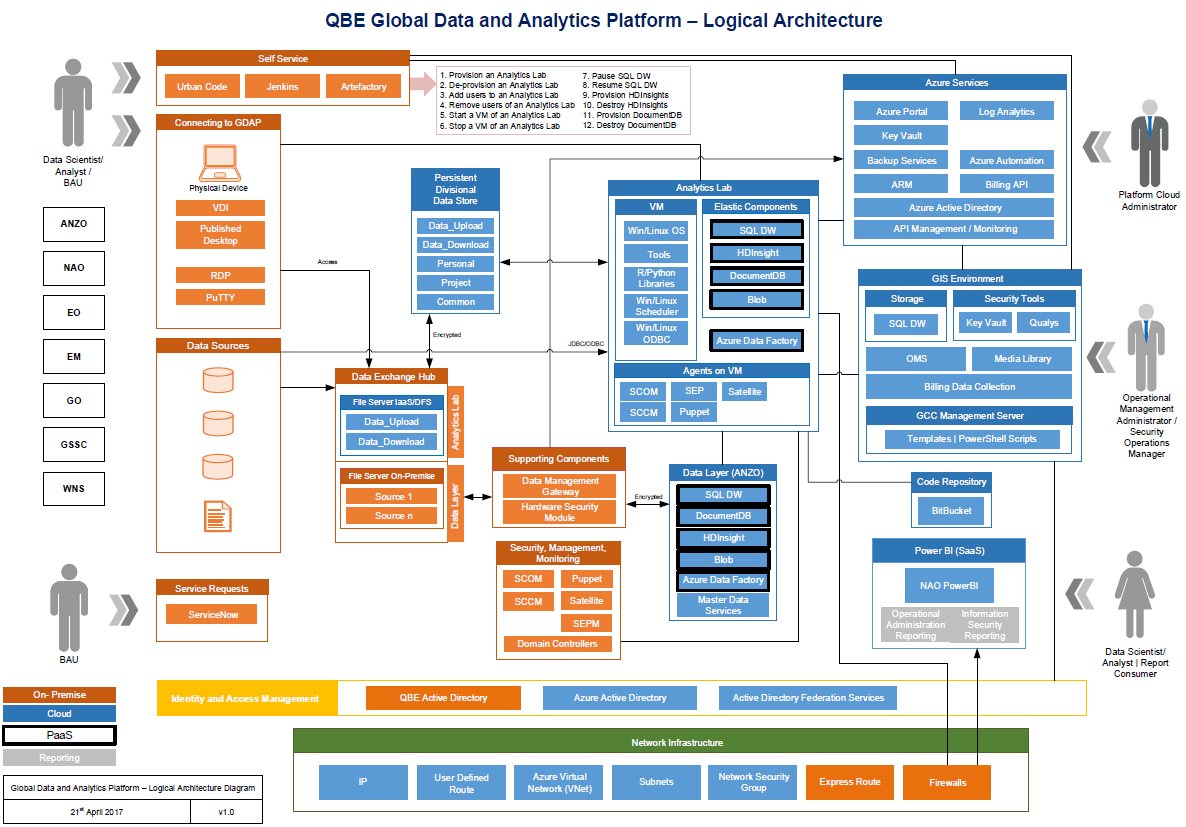 QBE Global Data and Analytics Platform – Logical Architecture
Data Scientist/
Analyst /
BAU
ANZO
NAO
EO
EM
GO
GSSC
WNS
BAU
Self Service
Urban Code
Jenkins
Artefactory
1. Provision an Analytics Lab
2. De-provision an Analytics Lab
3. Add users to an Analytics Lab
4. Remove users of an Analytics Lab
5. Start a VM of an Analytics Lab
6. Stop a VM of an Analytics Lab
7. Pause SQL DW
8. Resume SQL DW
9. Provision HDInsights
10. Destroy HDInsights
11. Provision DocumentDB
12. Destroy DocumentDB
Connecting to GDAP
Physical Device
VDI
Published
Desktop
RDP
PuTTY
Access
Data Sources
JDBC/ODBC
Service Requests
ServiceNow
Persistent
Divisional
Data Store
Data_Upload
Data_Download
Personal
Project
Common
Encrypted
Data Exchange Hub
File Server IaaS/DFS
Data_Upload
Data_Download
Analytics Lab
File Server On-Premise
Source 1
Source n
Data Layer
Supporting Components
Data Management
Gateway
Hardware Security
Module
Encrypted
Security, Management,
Monitoring
SCOM
Puppet
SCCM
Satellite
SEPM
Domain Controllers
Analytics Lab
VM
Win/Linux OS
Tools
R/Python
Libraries
Win/Linux
Scheduler
Win/Linux
ODBC
Elastic Components
SQL DW
HDInsight
DocumentDB
Blob
Azure Data Factory
Agents on VM
SCOM
SEP
Satellite
SCCM
Puppet
Data Layer (ANZO)
SQL DW
DocumentDB
HDInsight
Blob
Azure Data Factory
Master Data
Services
Azure Services
Azure Portal
Log Analytics
Key Vault
Backup Services
Azure Automation
ARM
Billing API
Azure Active Directory
API Management / Monitoring
GIS Environment
Storage
SQL DW
Security Tools
Key Vault
Qualys
OMS
Media Library
Billing Data Collection
GCC Management Server
Templates | PowerShell Scripts
Code Repository
BitBucket
Power BI (SaaS)
NAO PowerBI
Operational
Administration
Reporting
Information
Security
Reporting
Platform Cloud
Administrator
Operational
Management
Administrator /
Security
Operations
Manager
Data Scientist/
Analyst | Report
Consumer
Identity and Access Management
QBE Active Directory
Azure Active Directory
Active Directory Federation Services
Network Infrastructure
IP
User Defined
Route
Azure Virtual
Network (VNet)
Subnets
Network Security
Group
Express Route
Firewalls
On- Premise
Cloud
PaaS
Reporting
Global Data and Analytics Platform – Logical Architecture Diagram
21st April 2017
v1.0